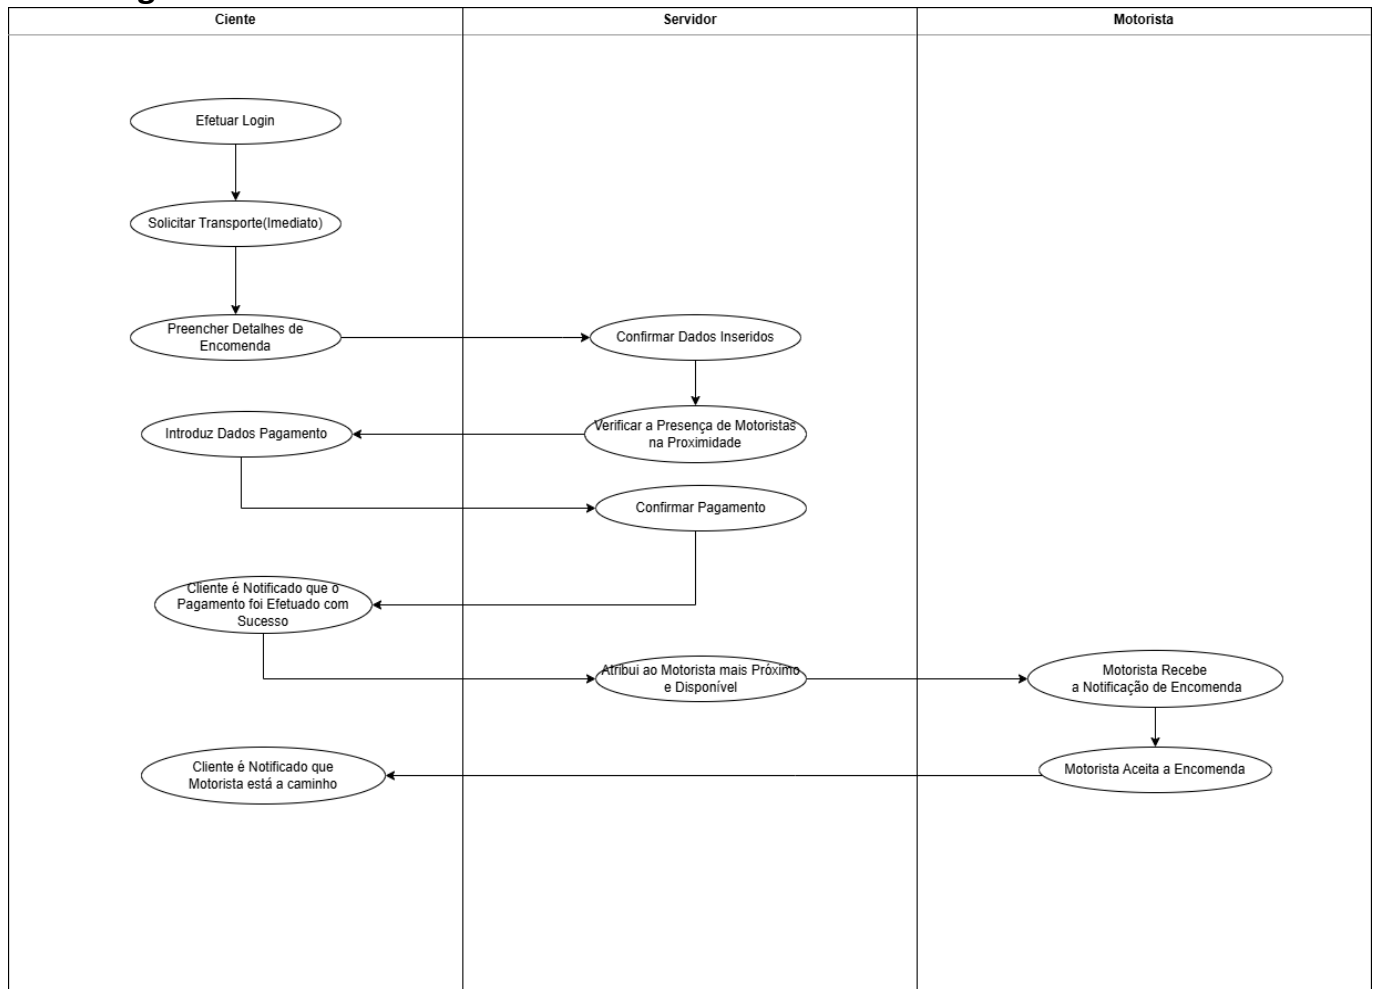 Ciente
Servidor
Motorista
Efetuar Login
Solicitar Transporte(Imediato)
Preencher Detalhes de
Encomenda
Confirmar Dados Inseridos
Verificar a Presença de Motoristas
na Proximidade
Introduz Dados Pagamento
Confirmar Pagamento
Cliente é Notificado que o
Pagamento foi Efetuado com
Sucesso
Atribui ao Motorista mais Próximo
e Disponível
Motorista Recebe
a Notificação de Encomenda
Motorista Aceita a Encomenda
Cliente é Notificado que
Motorista está a caminho